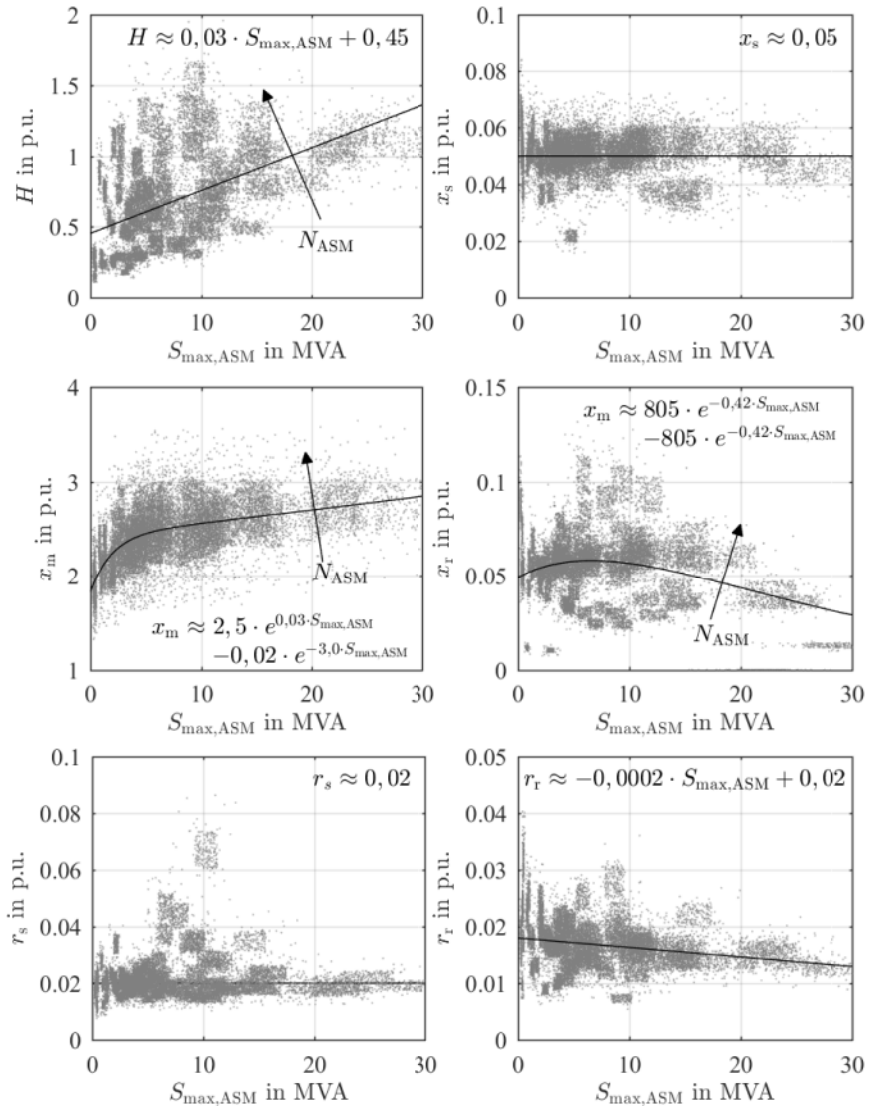 H ≈ 0,03 · S_max,ASM + 0,45
2
1.5
1
0.5
0
H in p.u.
N_ASM
0 10 20 30
S_max,ASM in MVA
x_s ≈ 0,05
0.1
0.08
0.06
0.04
0.02
0
x_s in p.u.
0 10 20 30
S_max,ASM in MVA
4
3
2
1
x_m in p.u.
N_ASM
x_m ≈ 2,5 · e^0,03·S_max,ASM
−0,02 · e^−3,0·S_max,ASM
0 10 20 30
S_max,ASM in MVA
x_m ≈ 805 · e^−0,42·S_max,ASM
−805 · e^−0,42·S_max,ASM
0.15
0.1
0.05
0
x_r in p.u.
N_ASM
0 10 20 30
S_max,ASM in MVA
r_s ≈ 0,02
0.1
0.08
0.06
0.04
0.02
0.00
r_s in p.u.
0 10 20 30
S_max,ASM in MVA
r_r ≈ −0,0002 · S_max,ASM + 0,02
0.05
0.04
0.03
0.02
0.01
0
r_r in p.u.
0 10 20 30
S_max,ASM in MVA